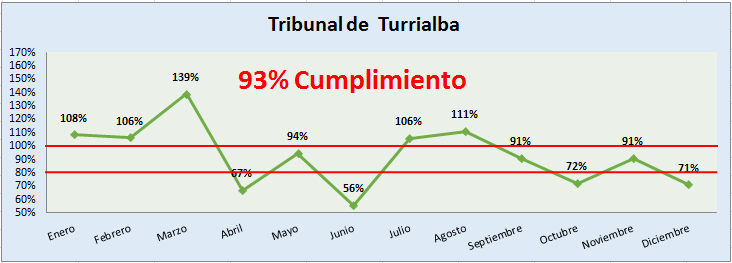 Tribunal de Turrialba
93% Cumplimiento
170%
160%
150%
140%
130%
120%
110%
100%
90%
80%
70%
60%
50%
108%
106%
139%
67%
94%
56%
106%
111%
91%
72%
91%
71%
Enero
Febrero
Marzo
Abril
Mayo
Junio
Julio
Agosto
Septiembre
Octubre
Noviembre
Diciembre